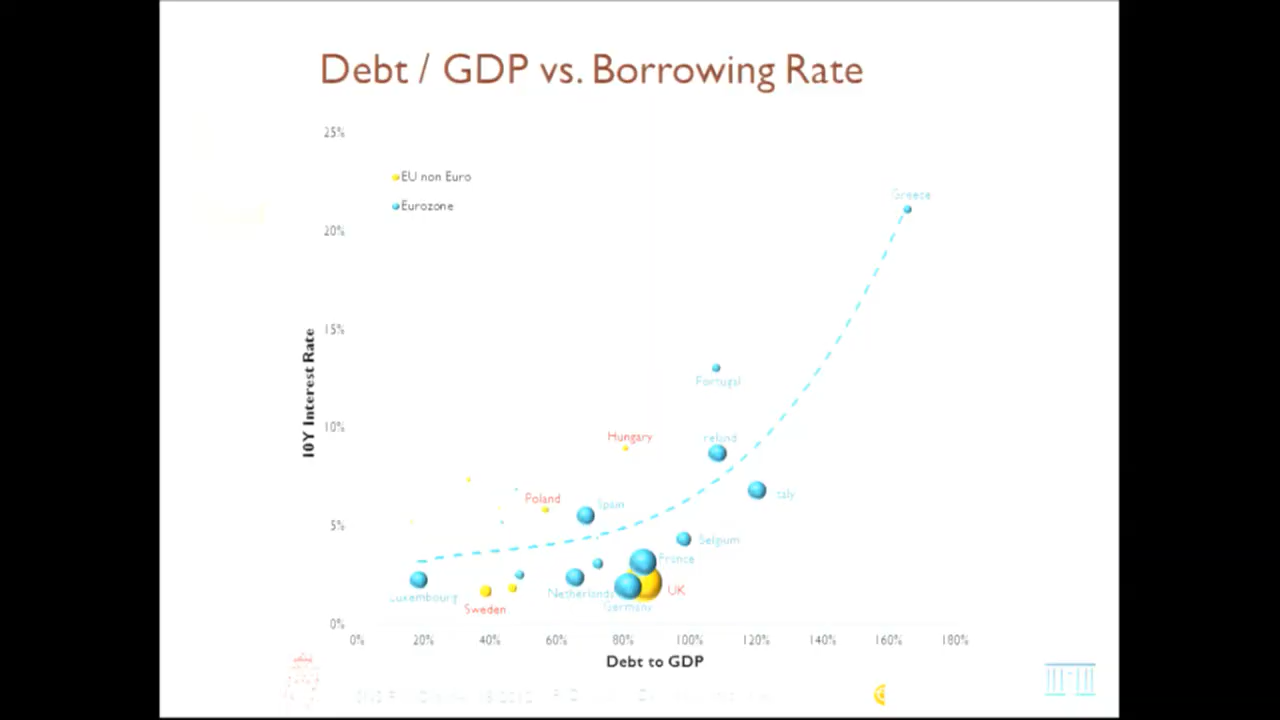 Debt / GDP vs. Borrowing Rate
25%
EU non Euro
Eurozone
Greece
20%
15%
Portugal
10%
Hungary
Poland
Spain
Italy
5%
Belgium
France
Luxembourg
Netherlands
UK
Sweden
Germany
0%
0% 20% 40% 60% 80% 100% 120% 140% 160% 180%
10Y Interest Rate
Debt to GDP